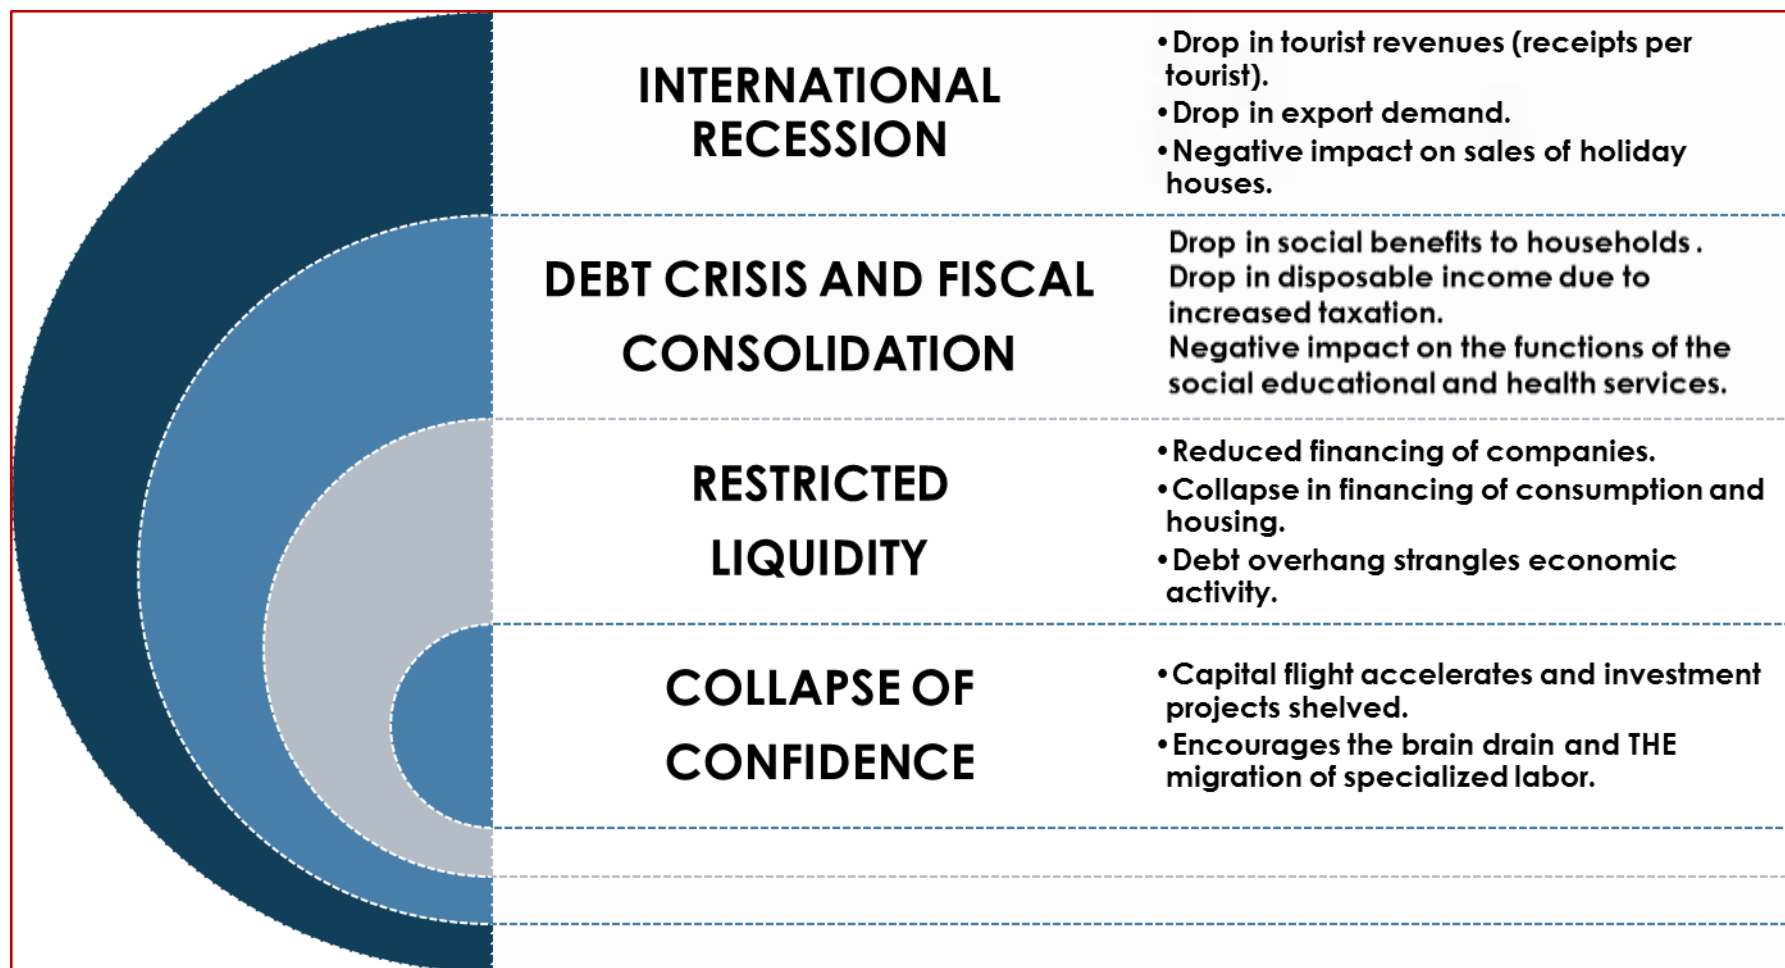 INTERNATIONAL
RECESSION
•Drop in tourist revenues (receipts per
tourist).
•Drop in export demand.
•Negative impact on sales of holiday
houses.
DEBT CRISIS AND FISCAL
CONSOLIDATION
Drop in social benefits to households .
Drop in disposable income due to
increased taxation.
Negative impact on the functions of the
social educational and health services.
RESTRICTED
LIQUIDITY
•Reduced financing of companies.
•Collapse in financing of consumption and
housing.
•Debt overhang strangles economic
activity.
COLLAPSE OF
CONFIDENCE
•Capital flight accelerates and investment
projects shelved.
•Encourages the brain drain and THE
migration of specialized labor.